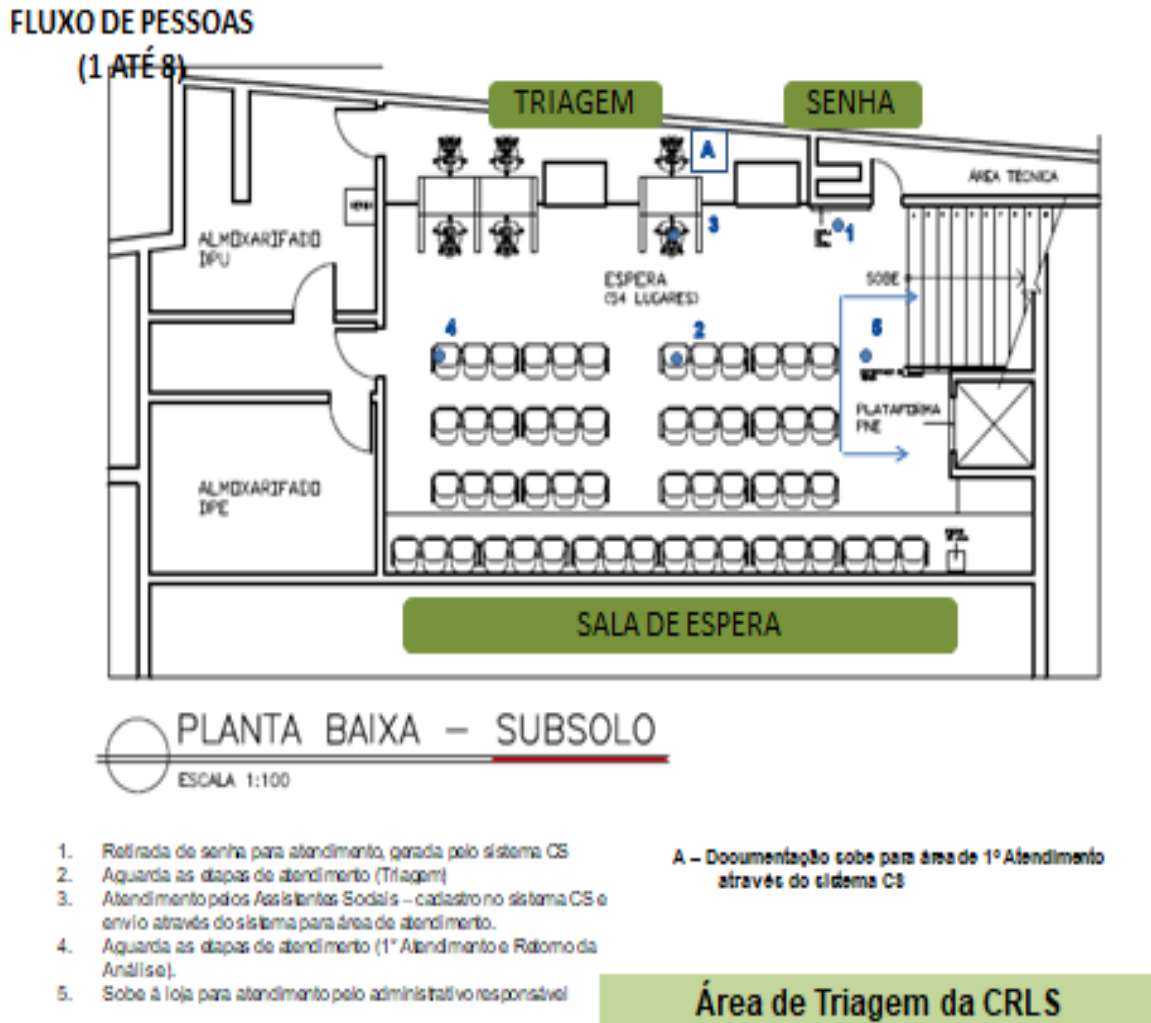 FLUXO DE PESSOAS
(1 ATÉ 8)
TRIAGEM
SENHA
A
ÁREA TÉCNICA
3
1
ALMOXARIFADO
DPU
ESPERA
(54 LUGARES)
SOBE
4
2
5
PLATAFORMA
PNE
ALMOXARIFADO
DPE
SALA DE ESPERA
PLANTA BAIXA – SUBSOLO
ESCALA 1:100
1. Retirada de senha para atendimento, gerada pelo sistema CS
2. Aguarda as etapas de atendimento (Triagem)
3. Atendimento pelos Assistentes Sociais – cadastro no sistema CS e
envio através do sistema para área de atendimento.
4. Aguarda as etapas de atendimento (1º Atendimento e Retorno da
Análise).
5. Sobe à loja para atendimento pelo administrativo responsável
A – Documentação sobe para área de 1º Atendimento
através do sistema CS
Área de Triagem da CRLS